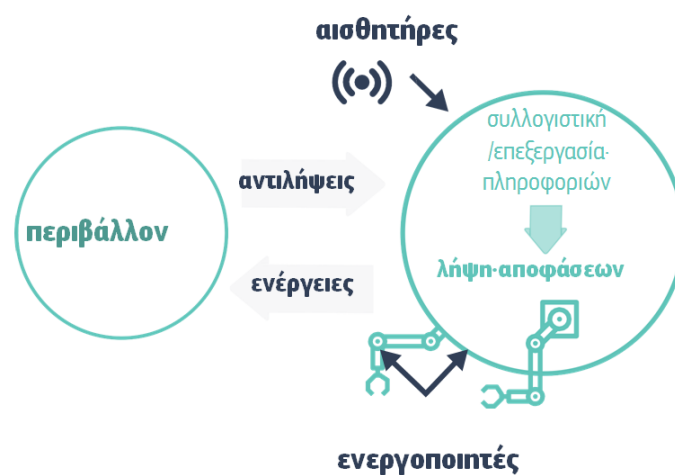 αισθητήρες
συλλογιστική
/επεξεργασία·
πληροφοριών
αντιλήψεις
περιβάλλον
λήψη·αποφάσεων
ενέργειες
ενεργοποιητές